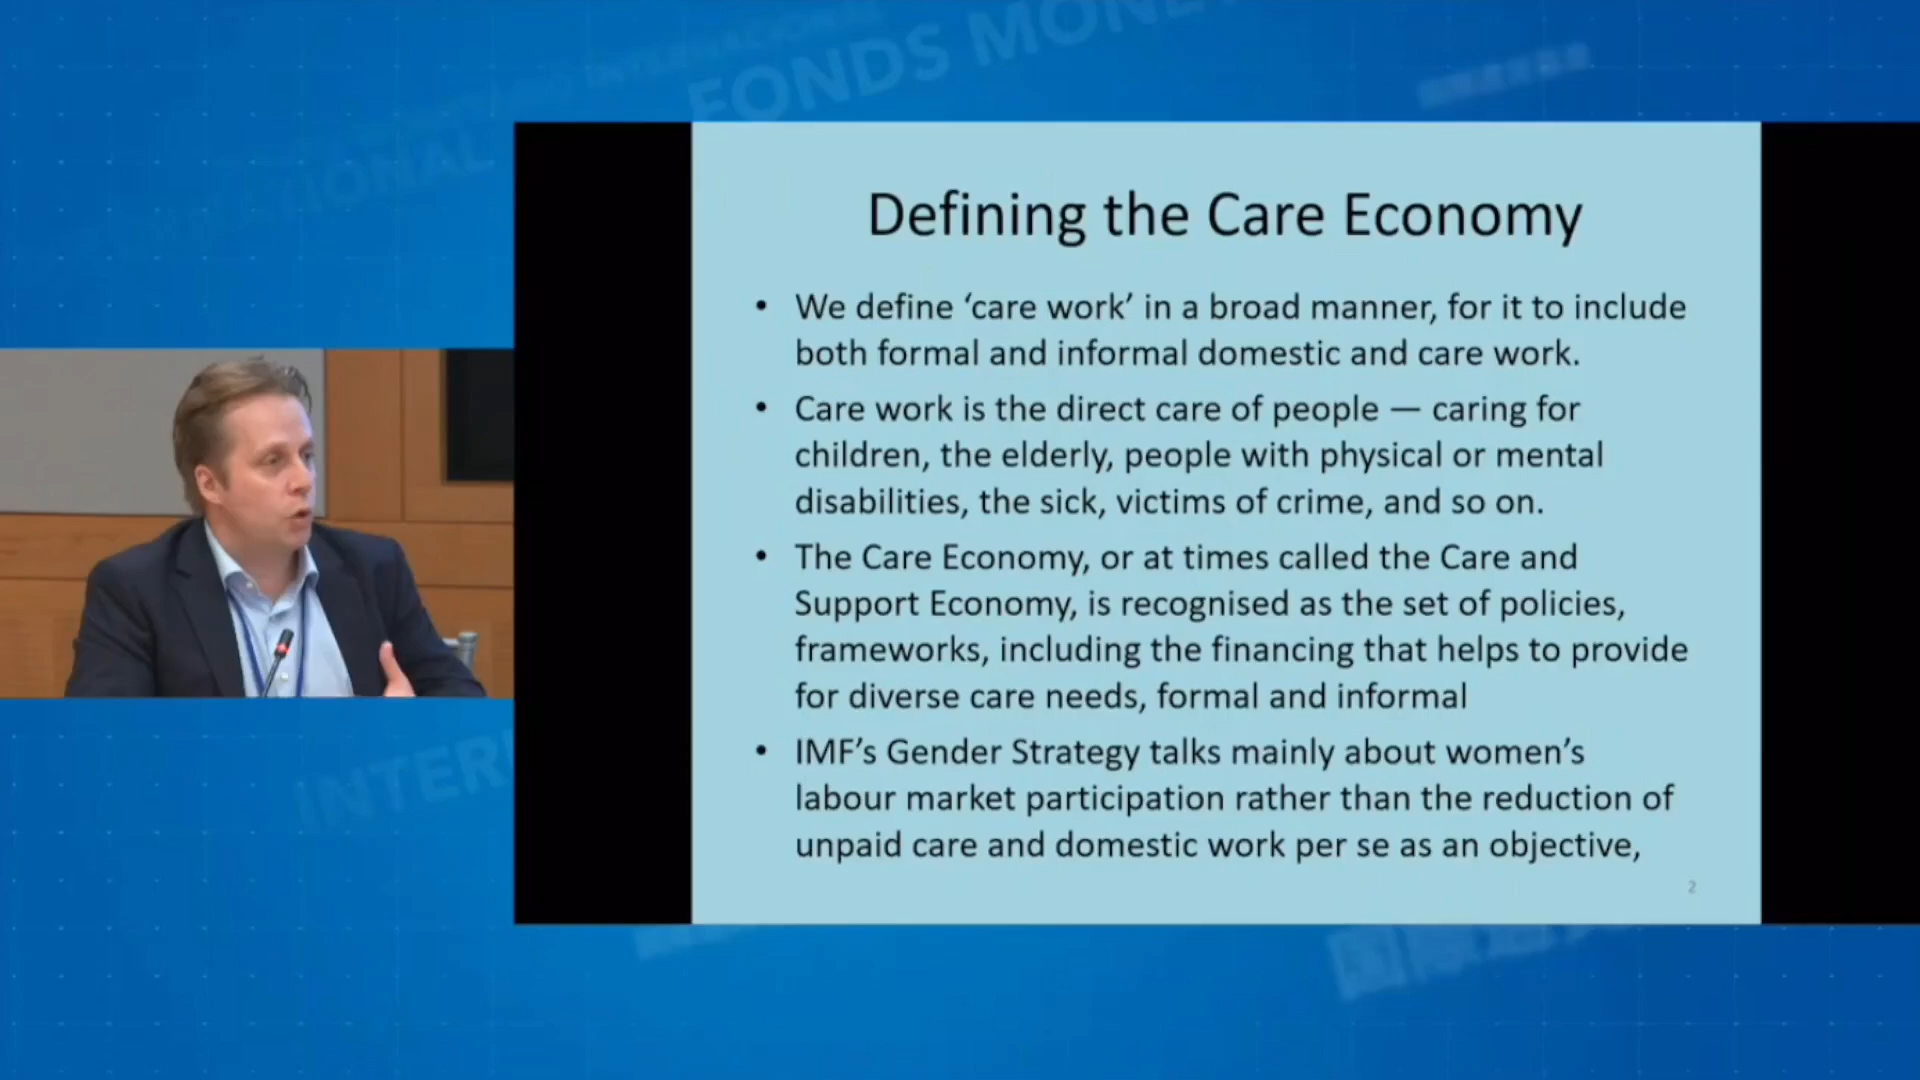 INTERNACIONAL
FONDS MONE
NATIONAL
Defining the Care Economy
• We define ‘care work’ in a broad manner, for it to include
both formal and informal domestic and care work.
• Care work is the direct care of people — caring for
children, the elderly, people with physical or mental
disabilities, the sick, victims of crime, and so on.
• The Care Economy, or at times called the Care and
Support Economy, is recognised as the set of policies,
frameworks, including the financing that helps to provide
for diverse care needs, formal and informal
• IMF’s Gender Strategy talks mainly about women’s
labour market participation rather than the reduction of
unpaid care and domestic work per se as an objective,
2
INTER